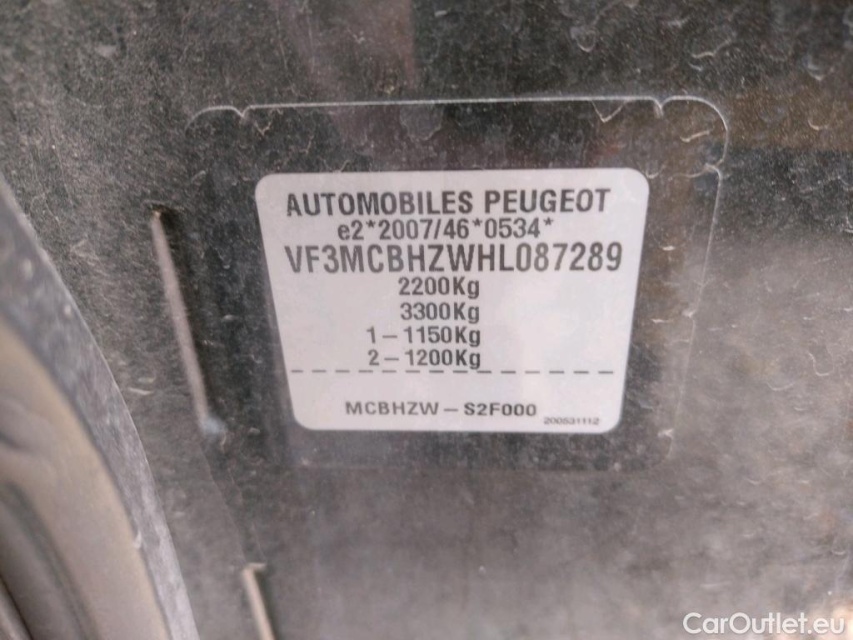 AUTOMOBILES PEUGEOT
e2*2007/46*0534*
VF3MCBHZWHL087289
2200Kg
3300Kg
1-1150Kg
2-1200Kg
MCBHZW-S2F000
200531112
CarOutlet.eu